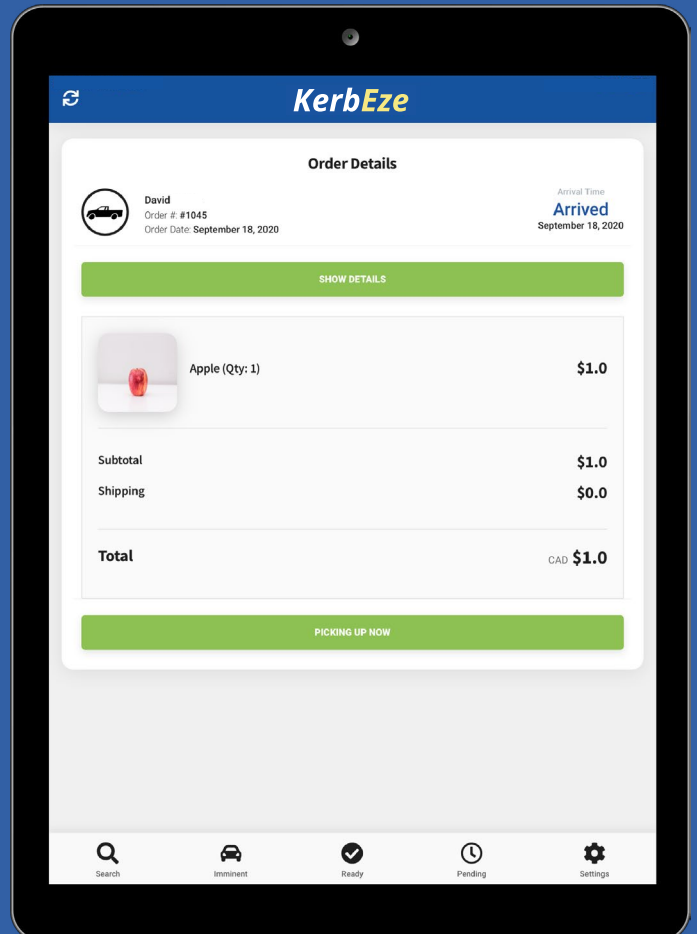 KerbEze
Order Details
David
Order #: #1045
Order Date: September 18, 2020
Arrival Time
Arrived
September 18, 2020
SHOW DETAILS
Apple (Qty: 1)
$1.0
Subtotal
$1.0
Shipping
$0.0
Total
CAD $1.0
PICKING UP NOW
Search
Imminent
Ready
Pending
Settings